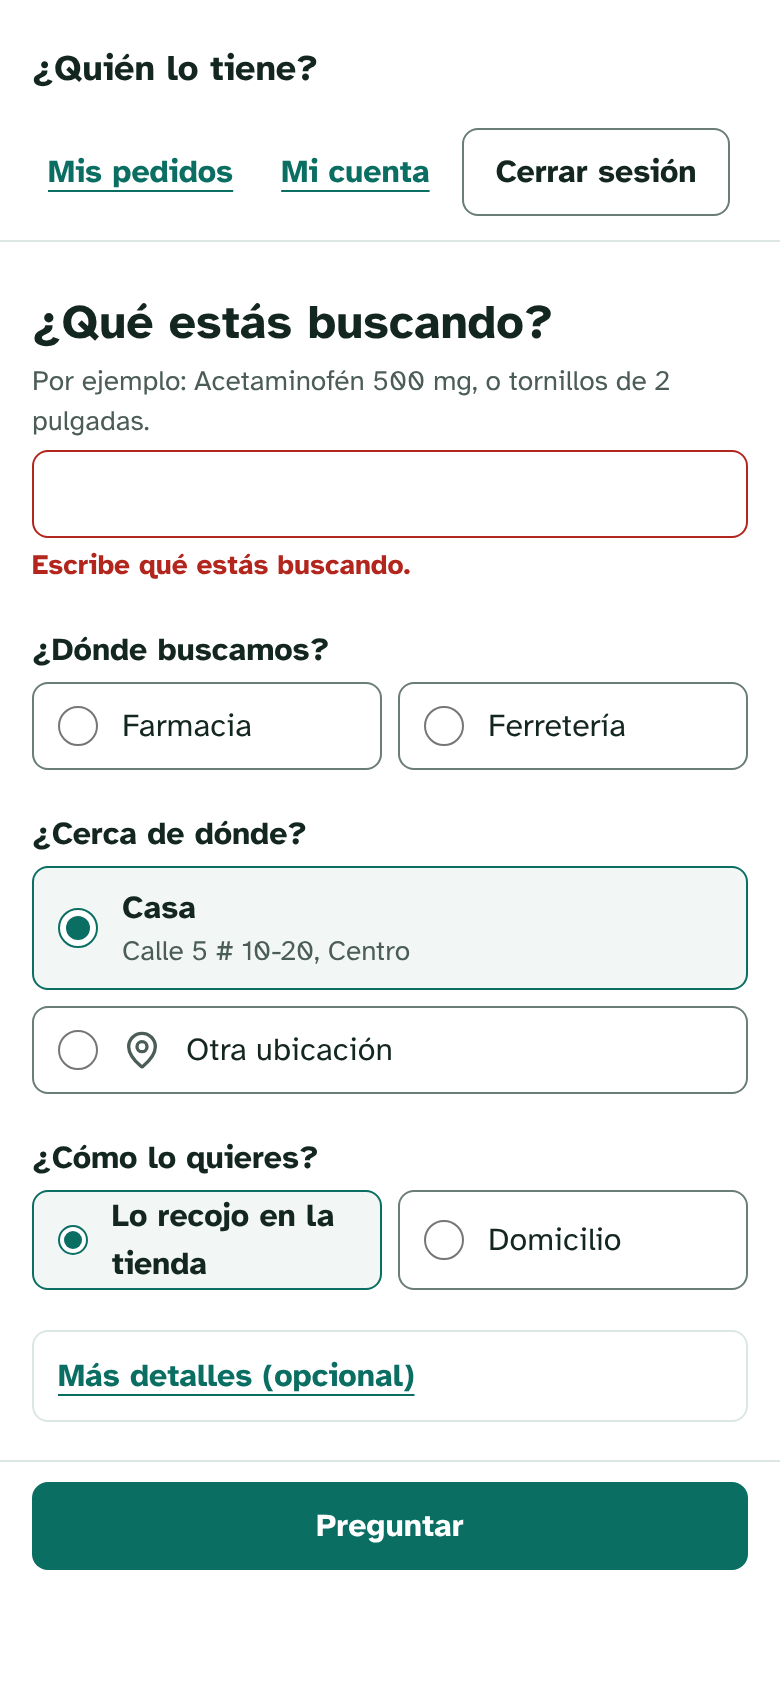 ¿Quién lo tiene?
Mis pedidos
Mi cuenta
Cerrar sesión
¿Qué estás buscando?
Por ejemplo: Acetaminofén 500 mg, o tornillos de 2
pulgadas.
Escribe qué estás buscando.
¿Dónde buscamos?
Farmacia
Ferretería
¿Cerca de dónde?
Casa
Calle 5 # 10-20, Centro
Otra ubicación
¿Cómo lo quieres?
Lo recojo en la
tienda
Domicilio
Más detalles (opcional)
Preguntar